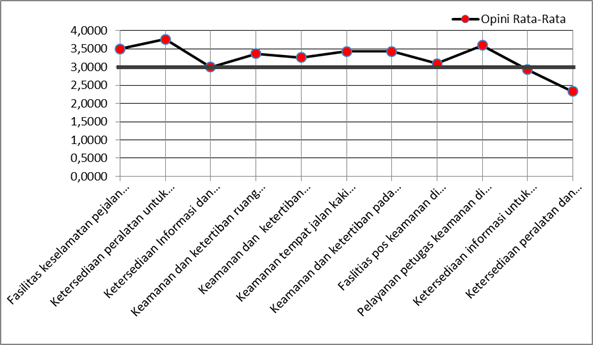 Opini Rata-Rata
4,0000
3,5000
3,0000
2,5000
2,0000
1,5000
1,0000
0,5000
0,0000
Fasilitas keselamatan pejalan...
Ketersediaan peralatan untuk...
Ketersediaan Informasi dan...
Keamanan dan ketertiban ruang...
Keamanan dan ketertiban...
Keamanan tempat jalan kaki...
Keamanan dan ketertiban pada...
Fasilitias pos keamanan di...
Pelayanan petugas keamanan di...
Ketersediaan informasi untuk...
Ketersediaan peralatan dan...